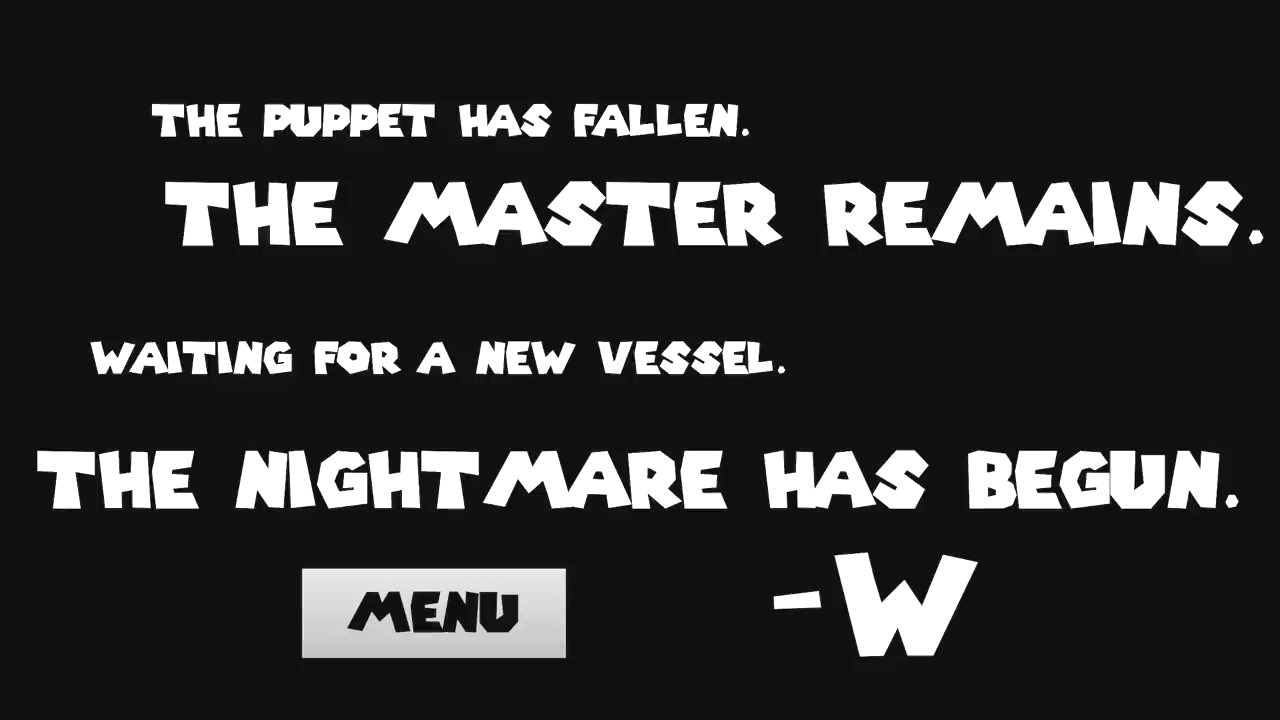 THE PUPPET HAS FALLEN.
THE MASTER REMAINS.
WAITING FOR A NEW VESSEL.
THE NIGHTMARE HAS BEGUN.
MENU
-W